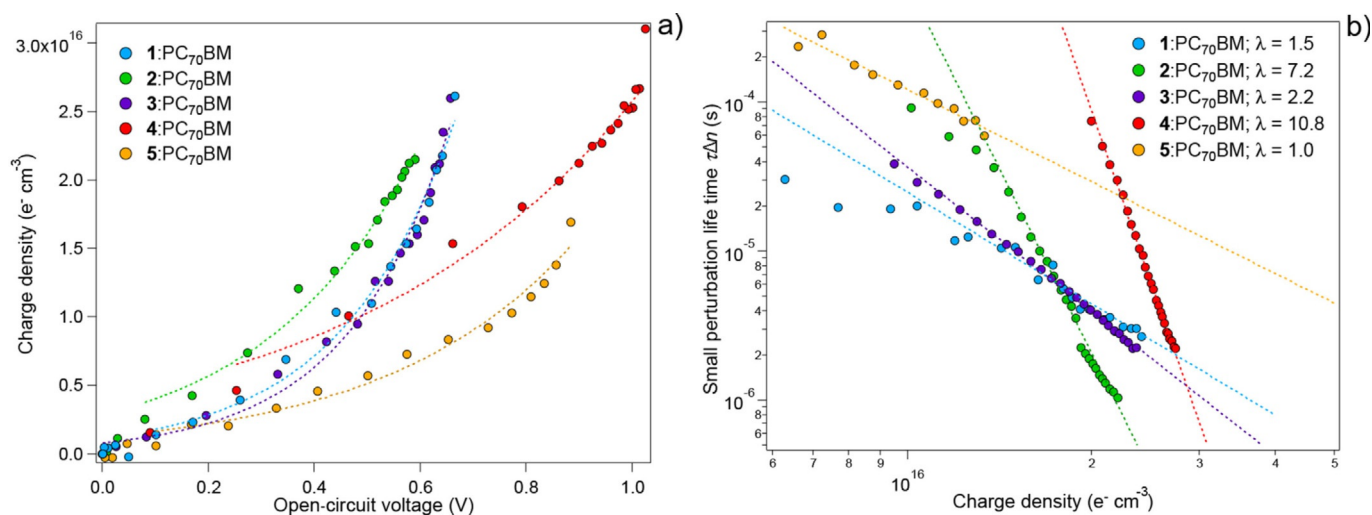 a)
3.0x10¹⁶
2.5
2.0
1.5
1.0
0.5
0.0
Charge density (e⁻ cm⁻³)
1:PC₇₀BM
2:PC₇₀BM
3:PC₇₀BM
4:PC₇₀BM
5:PC₇₀BM
0.0 0.2 0.4 0.6 0.8 1.0
Open-circuit voltage (V)
b)
Small perturbation life time τΔn (s)
2
10⁻⁴
8
6
4
2
10⁻⁵
8
6
4
2
10⁻⁶
8
6
1:PC₇₀BM; λ = 1.5
2:PC₇₀BM; λ = 7.2
3:PC₇₀BM; λ = 2.2
4:PC₇₀BM; λ = 10.8
5:PC₇₀BM; λ = 1.0
6 7 8 9 10¹⁶ 2 3 4 5
Charge density (e⁻ cm⁻³)